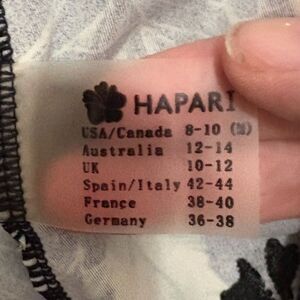 HAPARI
USA/Canada 8-10 (M)
Australia 12-14
UK 10-12
Spain/Italy 42-44
France 38-40
Germany 36-38